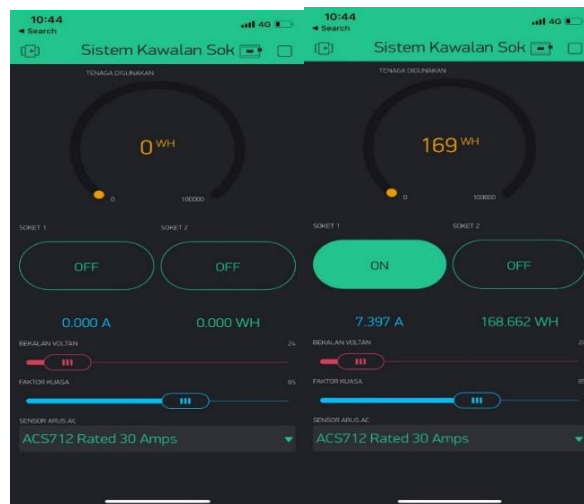 10:44
4G
◄ Search
Sistem Kawalan Sok
TENAGA DIGUNAKAN
0 WH
0
100000
SOKET 1
SOKET 2
OFF
OFF
0.000 A
0.000 WH
BEKALAN VOLTAN
24
FAKTOR KUASA
85
SENSOR ARUS AC
ACS712 Rated 30 Amps
10:44
4G
◄ Search
Sistem Kawalan Sok
TENAGA DIGUNAKAN
169 WH
0
100000
SOKET 1
SOKET 2
ON
OFF
7.397 A
168.662 WH
BEKALAN VOLTAN
24
FAKTOR KUASA
85
SENSOR ARUS AC
ACS712 Rated 30 Amps